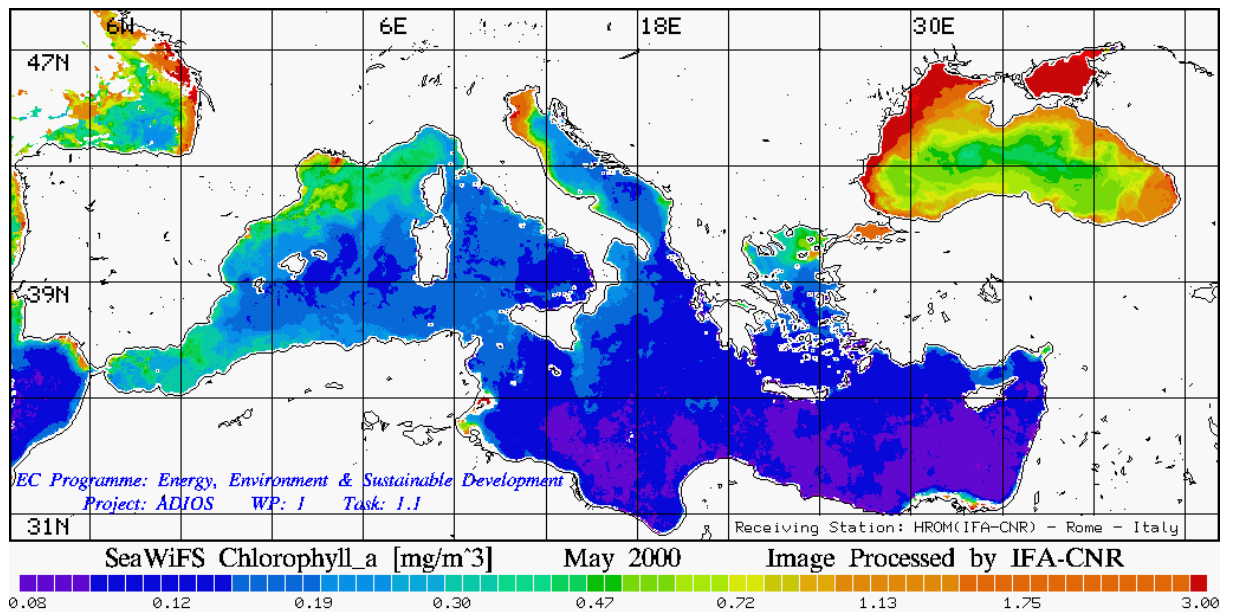 6N 6E 18E 30E
47N
39N
EC Programme: Energy, Environment & Sustainable Development
Project: ADIOS WP: 1 Task: 1.1
31N
Receiving Station: HROM(IFA-CNR) - Rome - Italy
SeaWiFS Chlorophyll_a [mg/m^3] May 2000 Image Processed by IFA-CNR
0.08 0.12 0.19 0.30 0.47 0.72 1.13 1.75 3.00